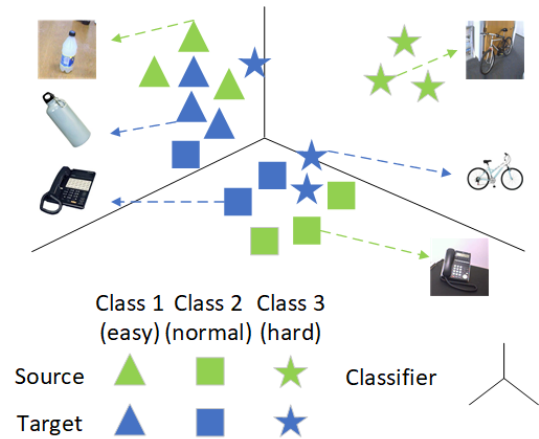 Class 1 Class 2 Class 3
(easy) (normal) (hard)
Source
Classifier
Target